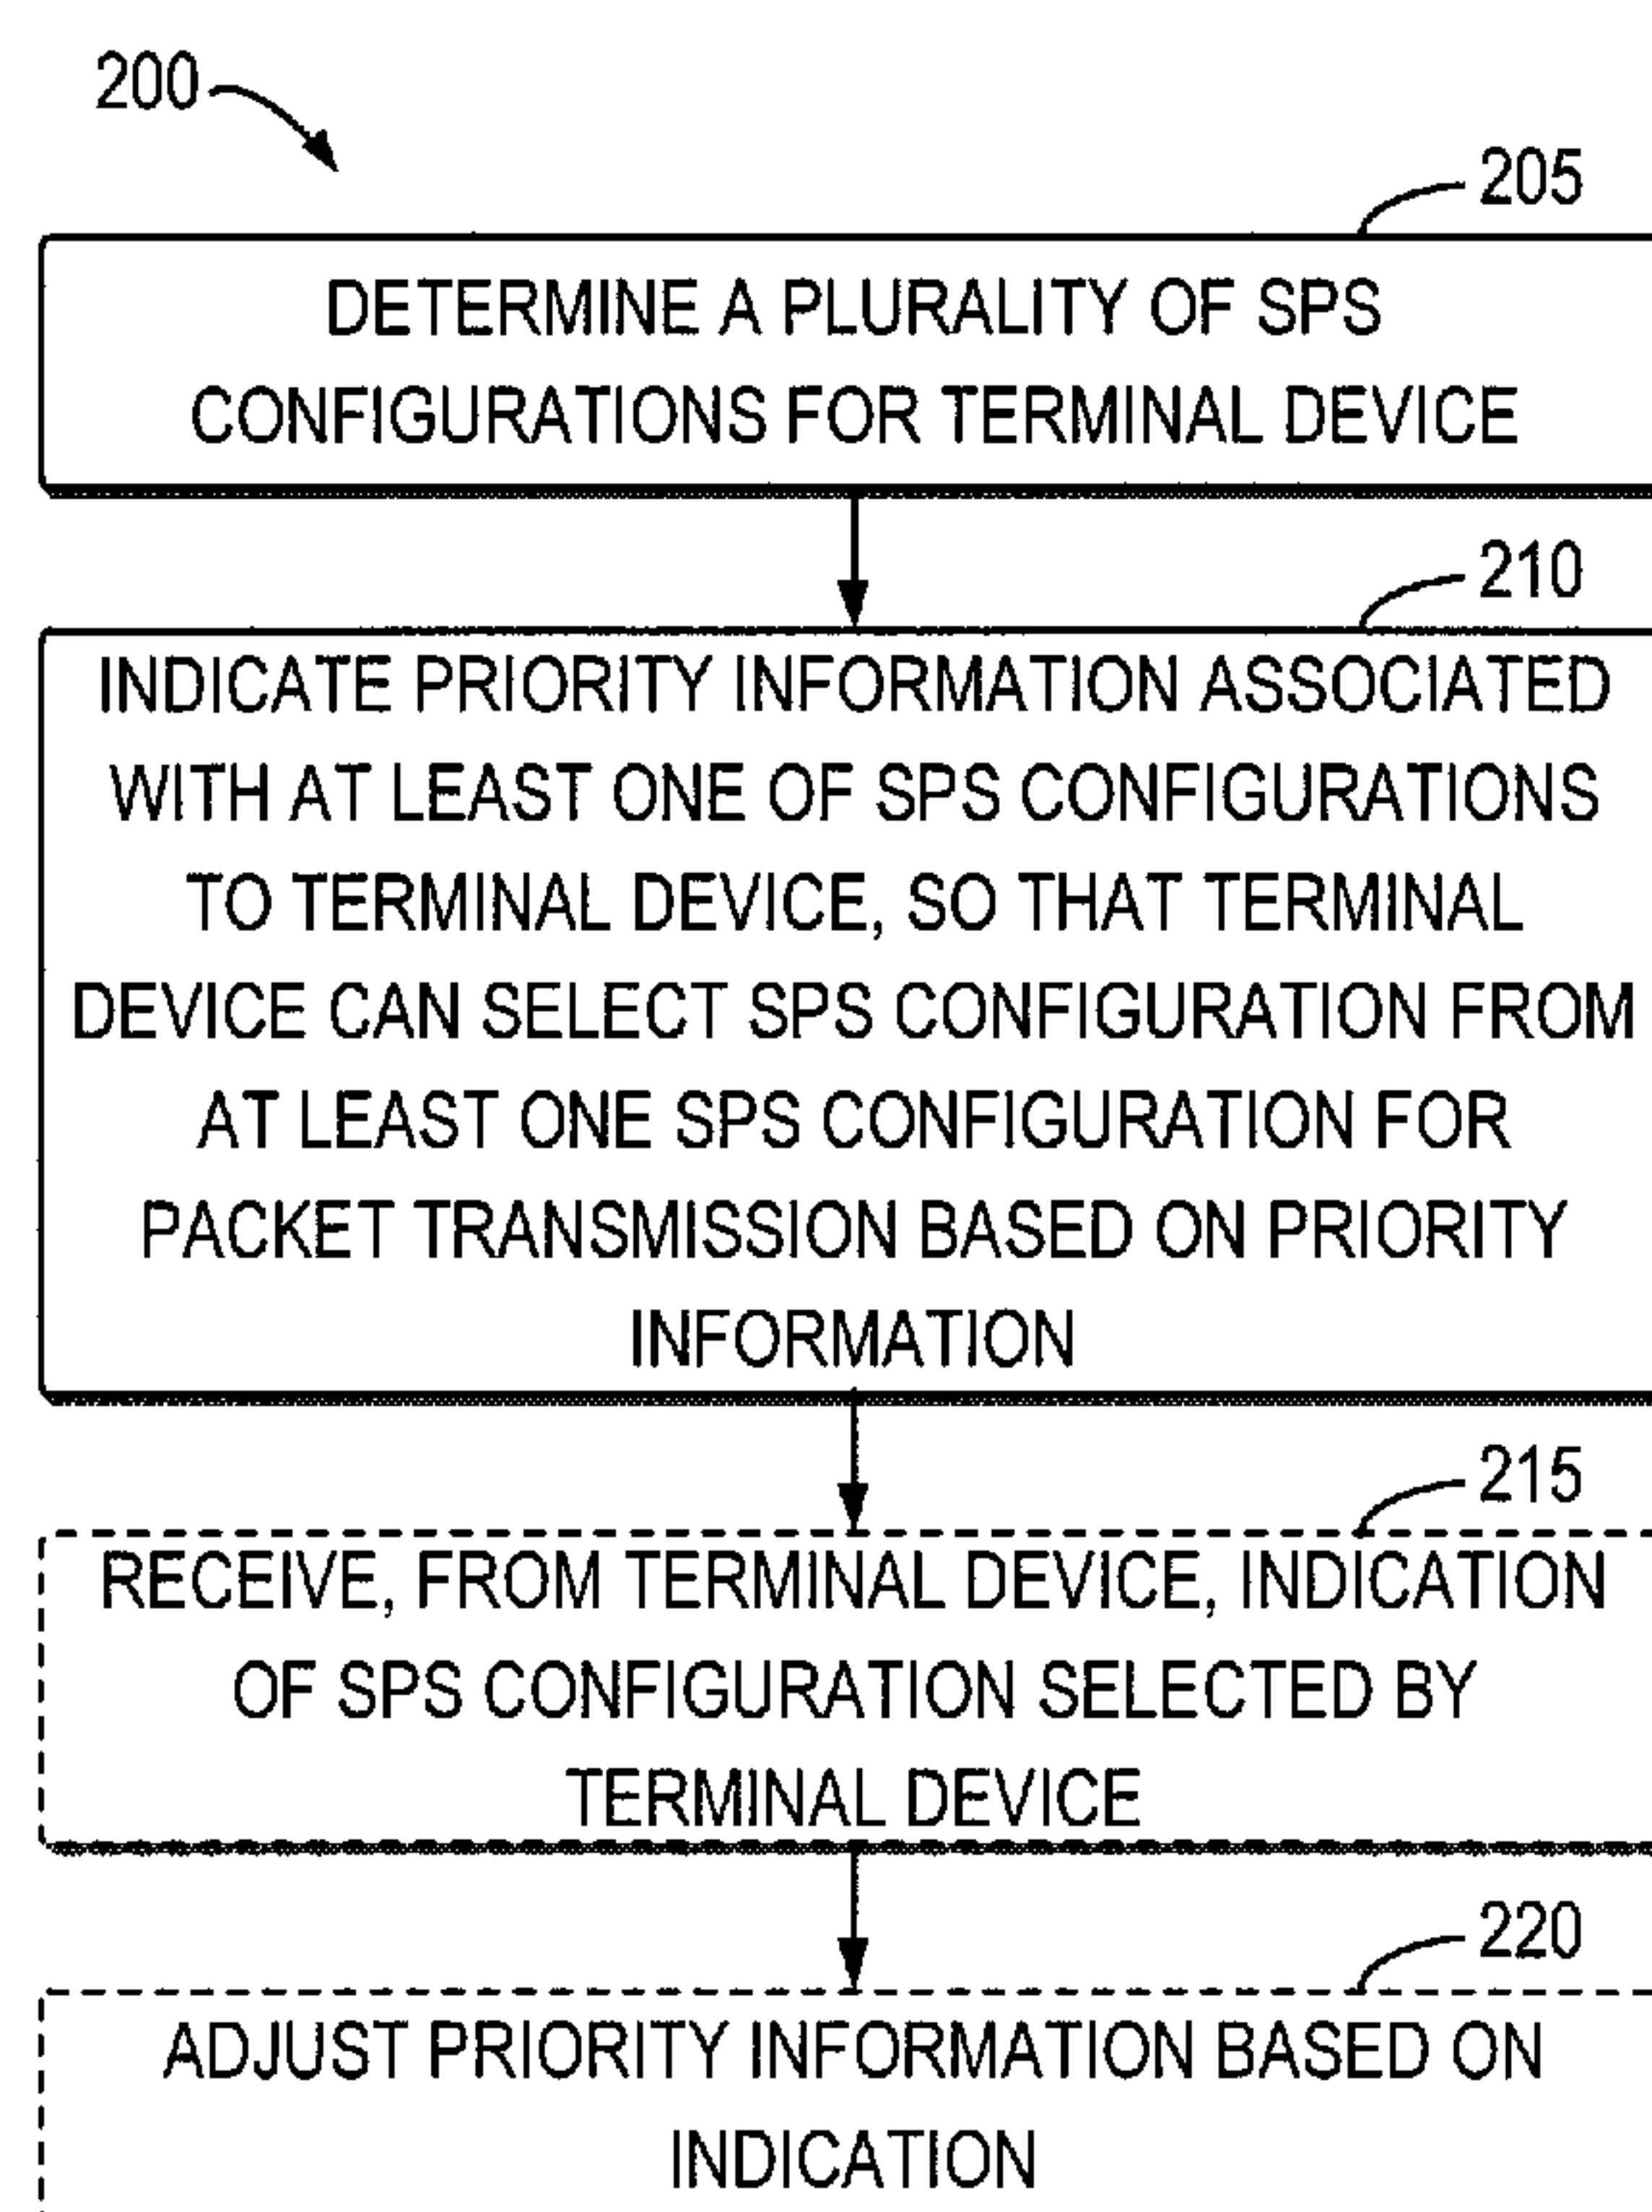 200
205
DETERMINE A PLURALITY OF SPS
CONFIGURATIONS FOR TERMINAL DEVICE
210
INDICATE PRIORITY INFORMATION ASSOCIATED
WITH AT LEAST ONE OF SPS CONFIGURATIONS
TO TERMINAL DEVICE, SO THAT TERMINAL
DEVICE CAN SELECT SPS CONFIGURATION FROM
AT LEAST ONE SPS CONFIGURATION FOR
PACKET TRANSMISSION BASED ON PRIORITY
INFORMATION
215
RECEIVE, FROM TERMINAL DEVICE, INDICATION
OF SPS CONFIGURATION SELECTED BY
TERMINAL DEVICE
220
ADJUST PRIORITY INFORMATION BASED ON
INDICATION